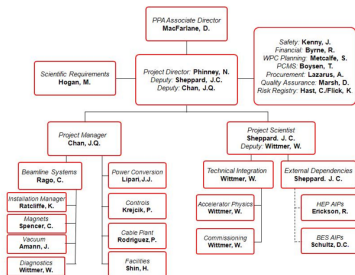 PPA Associate Director
MacFarlane, D.
Scientific Requirements
Hogan, M.
Project Director: Phinney, N.
Deputy: Sheppard, J.C.
Deputy: Chan, J.Q.
Safety: Kenny, J.
Financial: Byrne, R.
WPC Planning: Metcalfe, S.
PCMS: Boysen, T.
Procurement: Lazarus, A.
Quality Assurance: Marsh, D.
Risk Registry: Hast, C./Flick, K
Project Manager
Chan, J.Q.
Project Scientist
Sheppard. J. C.
Deputy: Wittmer, W.
Beamline Systems
Rago, C.
Installation Manager
Ratcliffe, K.
Magnets
Spencer, C.
Vacuum
Amann, J.
Diagnostics
Wittmer, W.
Power Conversion
Lipari, J.J.
Controls
Krejcik, P.
Cable Plant
Rodriguez, P.
Facilities
Shin, H.
Technical Integration
Wittmer, W.
Accelerator Physics
Wittmer, W.
Commissioning
Wittmer, W.
External Dependencies
Sheppard. J. C.
HEP AIPs
Erickson, R.
BES AIPs
Schultz, D.C.